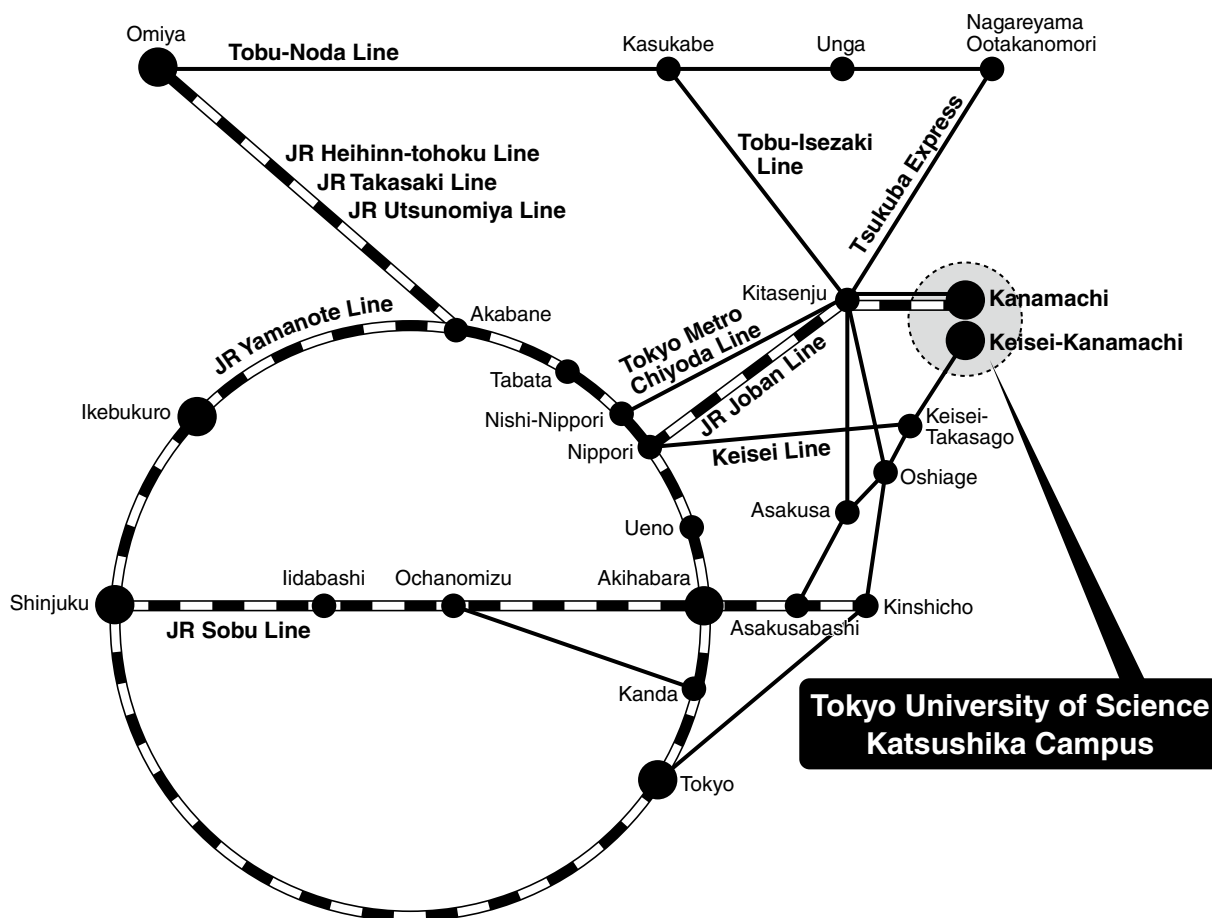 Omiya
Tobu-Noda Line
Kasukabe
Unga
Nagareyama
Ootakanomori
JR Heihinn-tohoku Line
JR Takasaki Line
JR Utsunomiya Line
Tobu-Isezaki
Line
Tsukuba Express
Kitasenju
Kanamachi
Keisei-Kanamachi
JR Yamanote Line
Akabane
Tokyo Metro
Chiyoda Line
JR Joban Line
Tabata
Ikebukuro
Nishi-Nippori
Nippori
Keisei Line
Keisei-
Takasago
Oshiage
Asakusa
Ueno
Shinjuku
Iidabashi
Ochanomizu
Akihabara
Kinshicho
JR Sobu Line
Asakusabashi
Kanda
Tokyo
Tokyo University of Science
Katsushika Campus